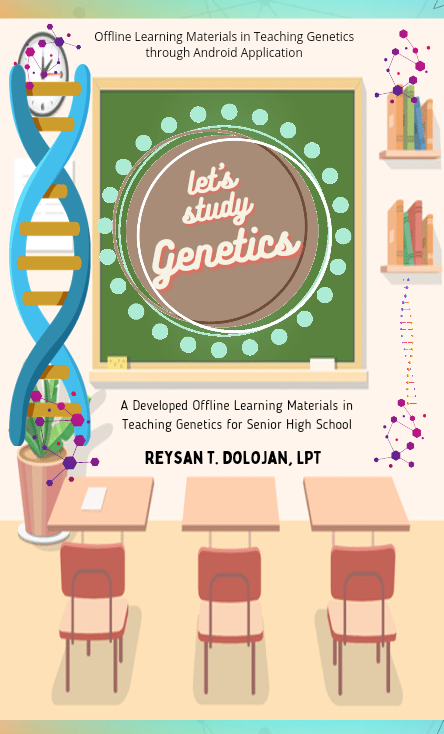 Offline Learning Materials in Teaching Genetics
through Android Application
let's
study
Genetics
A Developed Offline Learning Materials in
Teaching Genetics for Senior High School
REYSAN T. DOLOJAN, LPT